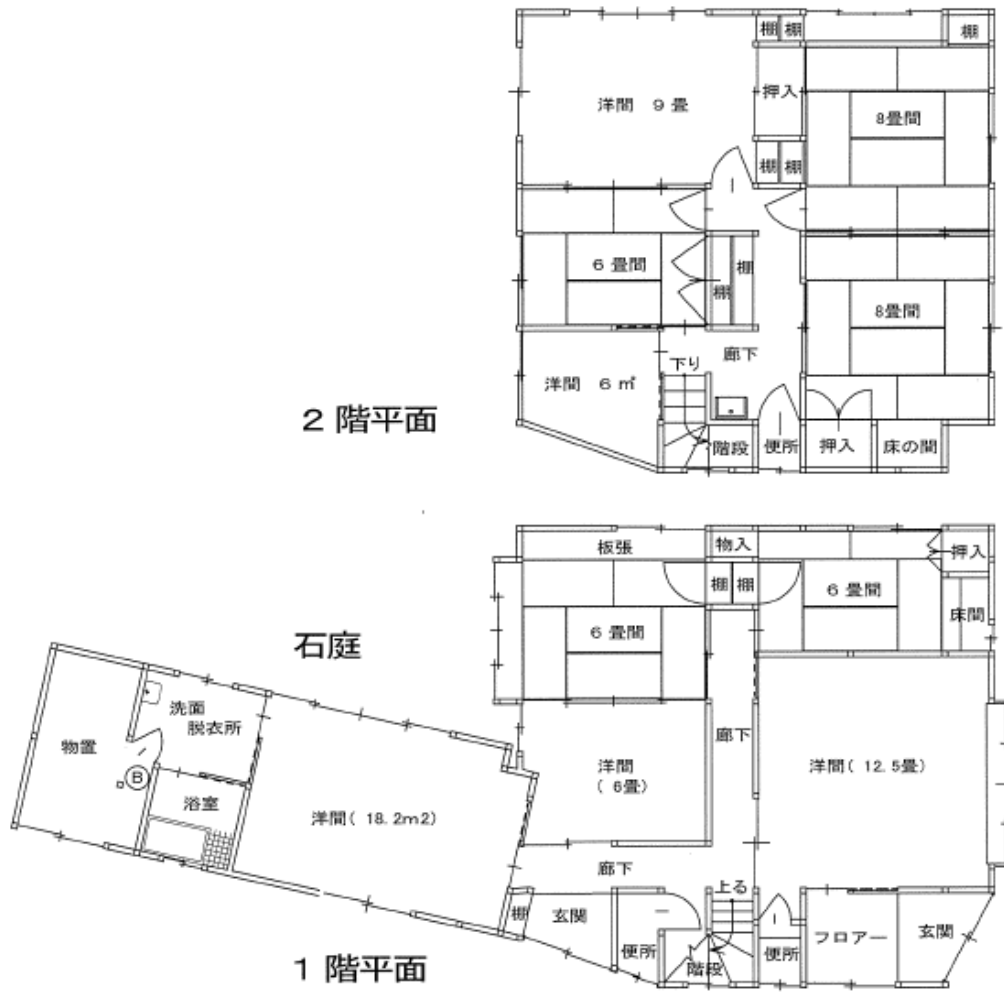 棚 棚
棚
洋間 9 畳
押入
8畳間
棚 棚
6 畳間
棚
棚
8畳間
下り
廊下
洋間 6 ㎡
2 階平面
階段
便所
押入
床の間
板張
物入
押入
棚 棚
6 畳間
床間
石庭
6 畳間
洗面
脱衣所
物置
廊下
洋間
( 6畳)
洋間( 12.5畳)
B
浴室
洋間( 18.2m2)
廊下
上る
棚
玄関
便所
階段
便所
フロアー
玄関
1 階平面